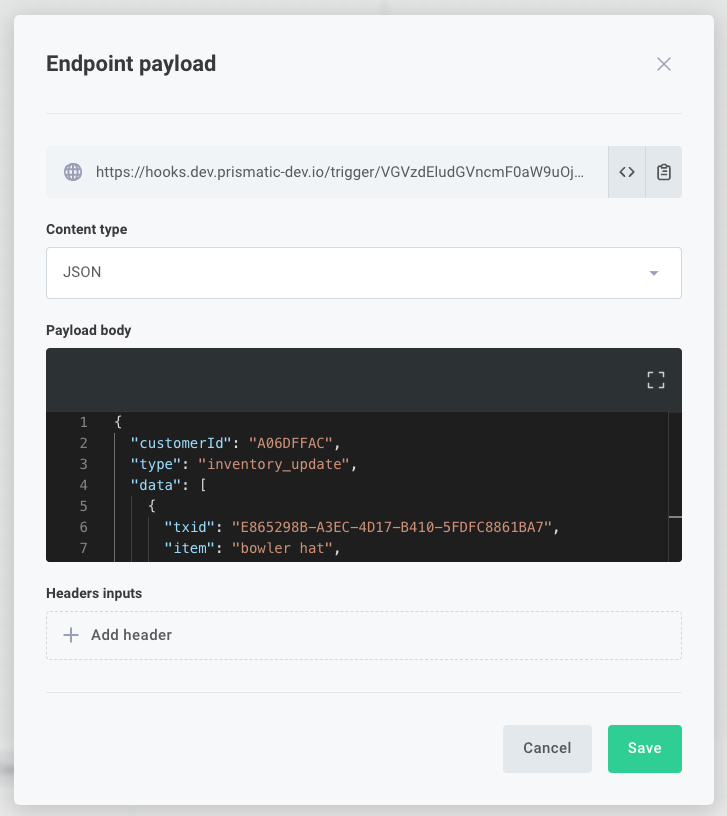 Endpoint payload
https://hooks.dev.prismatic-dev.io/trigger/VGVzdEludGVncmF0aW9uOj...
Content type
JSON
Payload body
1 {
2 "customerId": "A06DFFAC",
3 "type": "inventory_update",
4 "data": [
5 {
6 "txid": "E865298B-A3EC-4D17-B410-5FDFC8861BA7",
7 "item": "bowler hat",
Headers inputs
Add header
Cancel Save